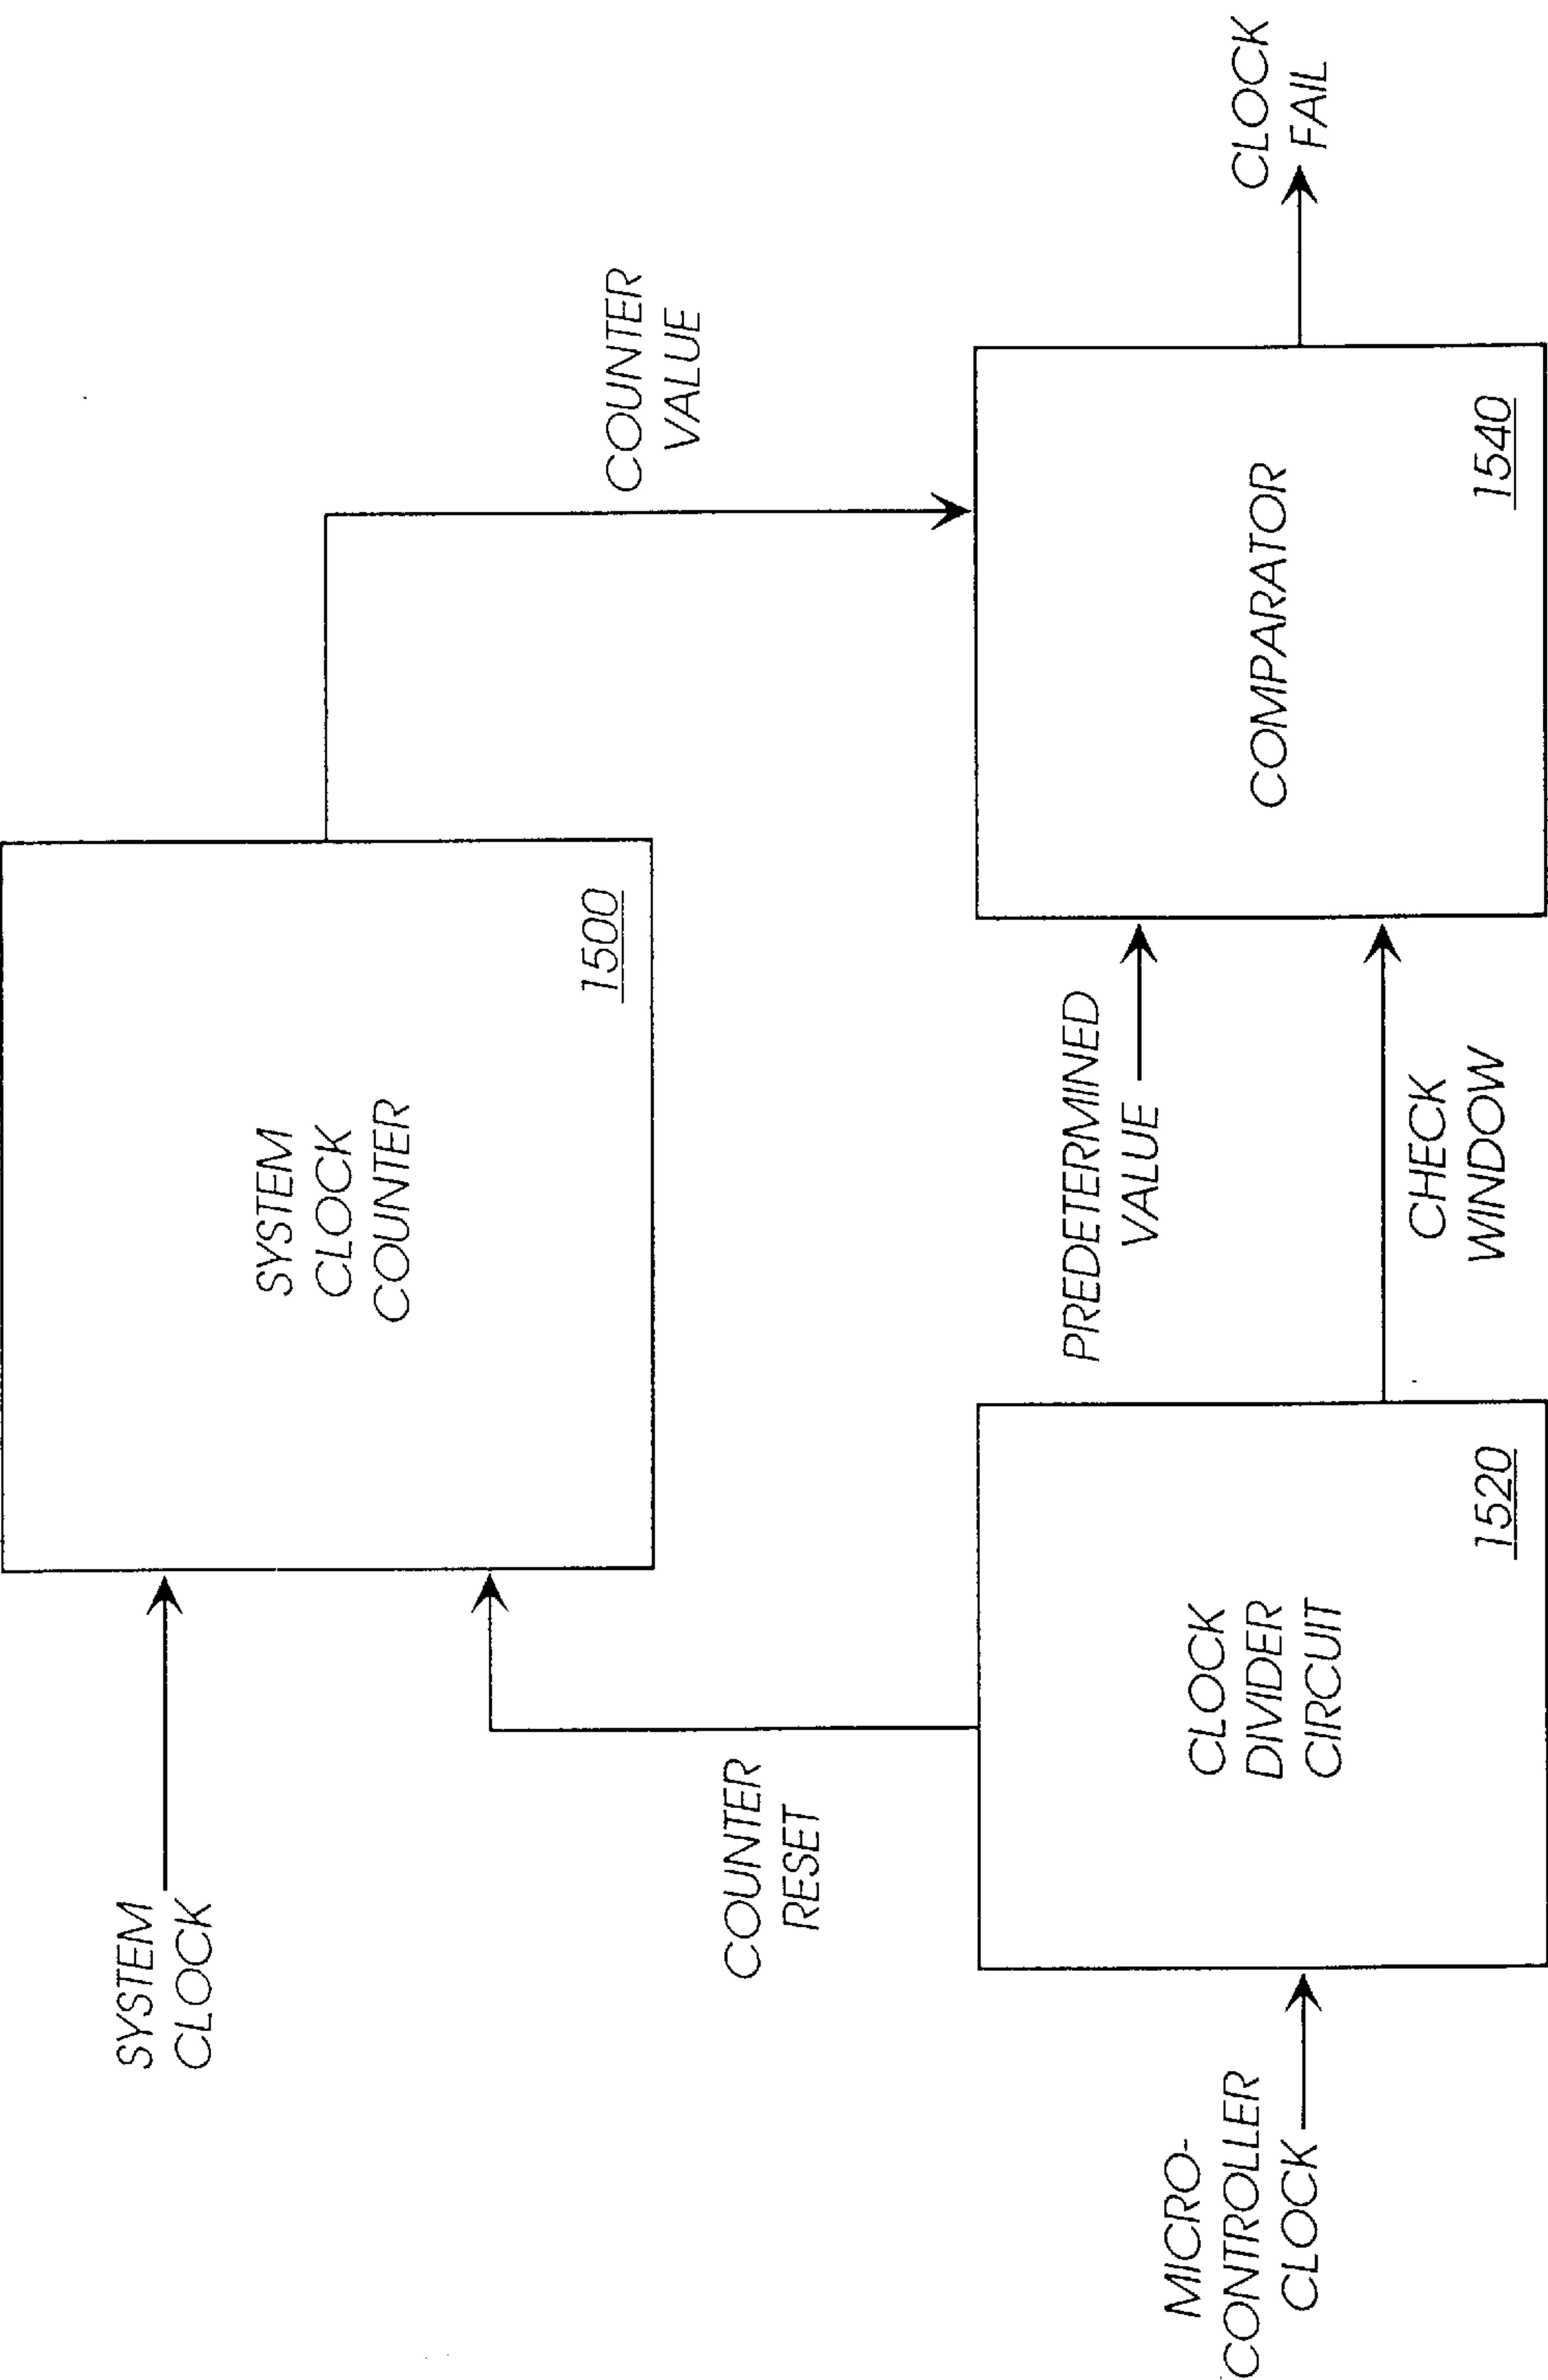 SYSTEM
CLOCK
SYSTEM
CLOCK
COUNTER
1500
COUNTER
VALUE
COUNTER
RESET
MICRO-
CONTROLLER
CLOCK
CLOCK
DIVIDER
CIRCUIT
1520
PREDETERMINED
VALUE
CHECK
WINDOW
COMPARATOR
1540
CLOCK
FAIL